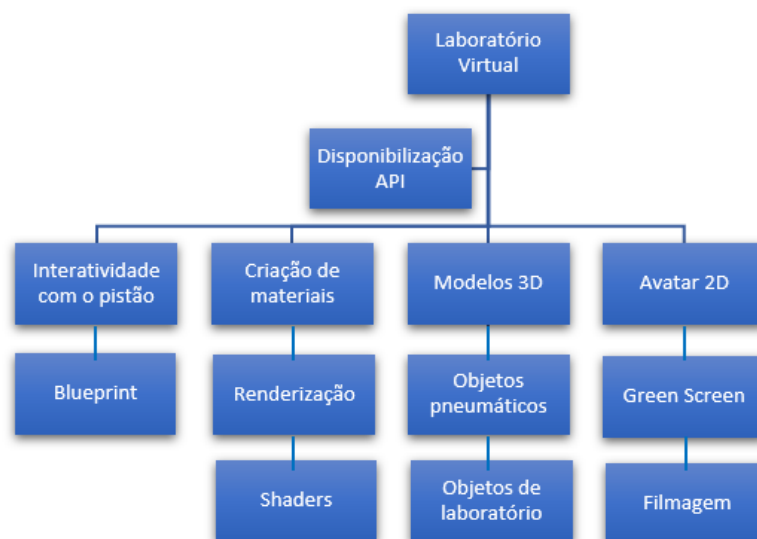 Laboratório
Virtual
Disponibilização
API
Interatividade
com o pistão
Criação de
materiais
Modelos 3D
Avatar 2D
Blueprint
Renderização
Objetos
pneumáticos
Green Screen
Shaders
Objetos de
laboratório
Filmagem